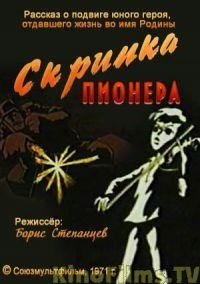 Рассказ о подвиге юного героя,
отдавшего жизнь во имя Родины
Скрипка
ПИОНЕРА
Режиссёр:
Борис Степанцев
© Союзмультфильм, 1971 г.
kinofilms.TV